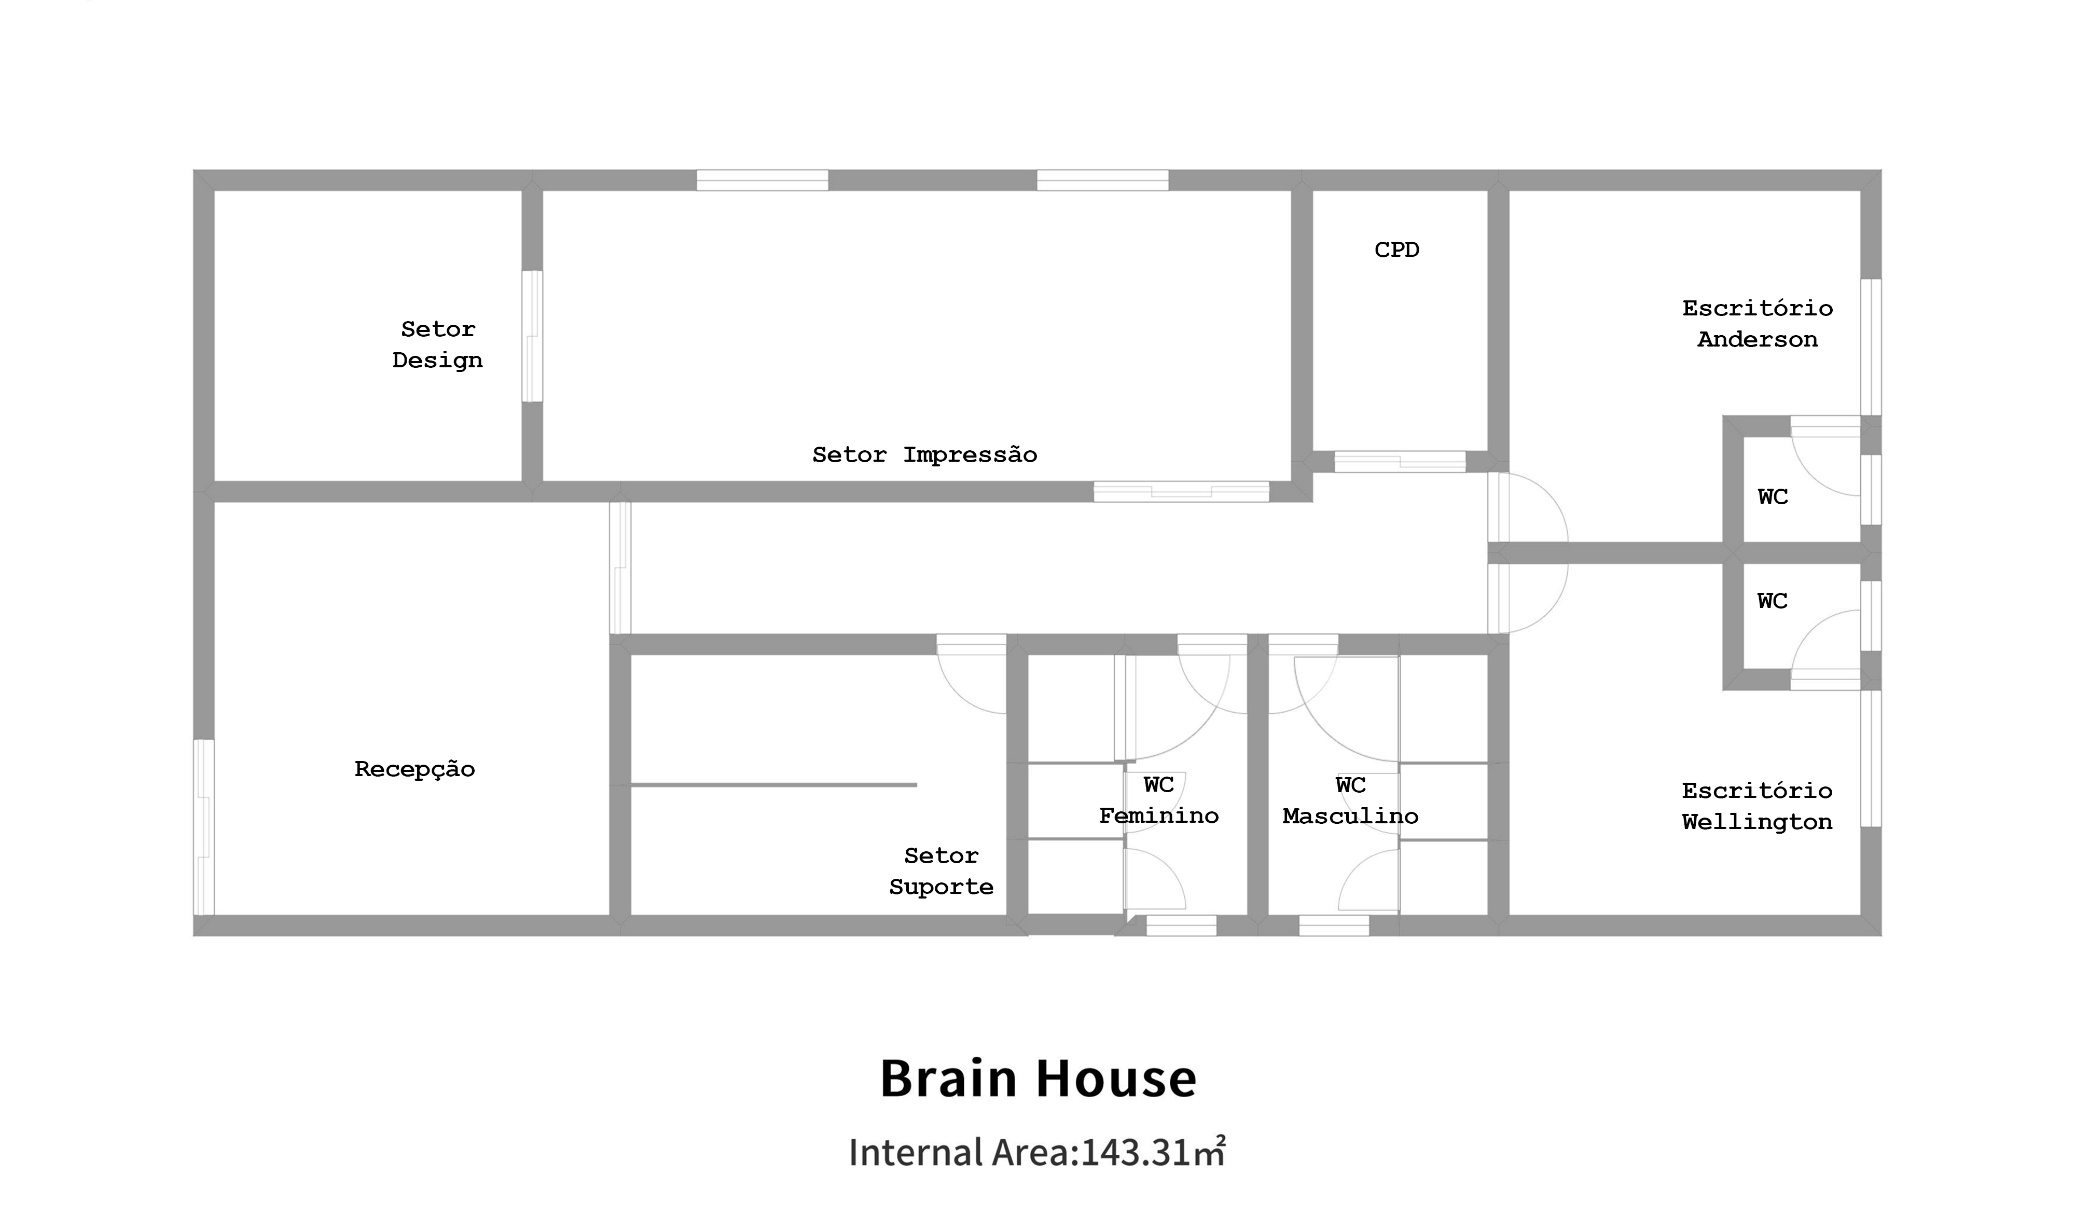 CPD
Escritório
Anderson
Setor
Design
Setor Impressão
WC
WC
Recepção
WC
Feminino
WC
Masculino
Escritório
Wellington
Setor
Suporte
Brain House
Internal Area:143.31㎡